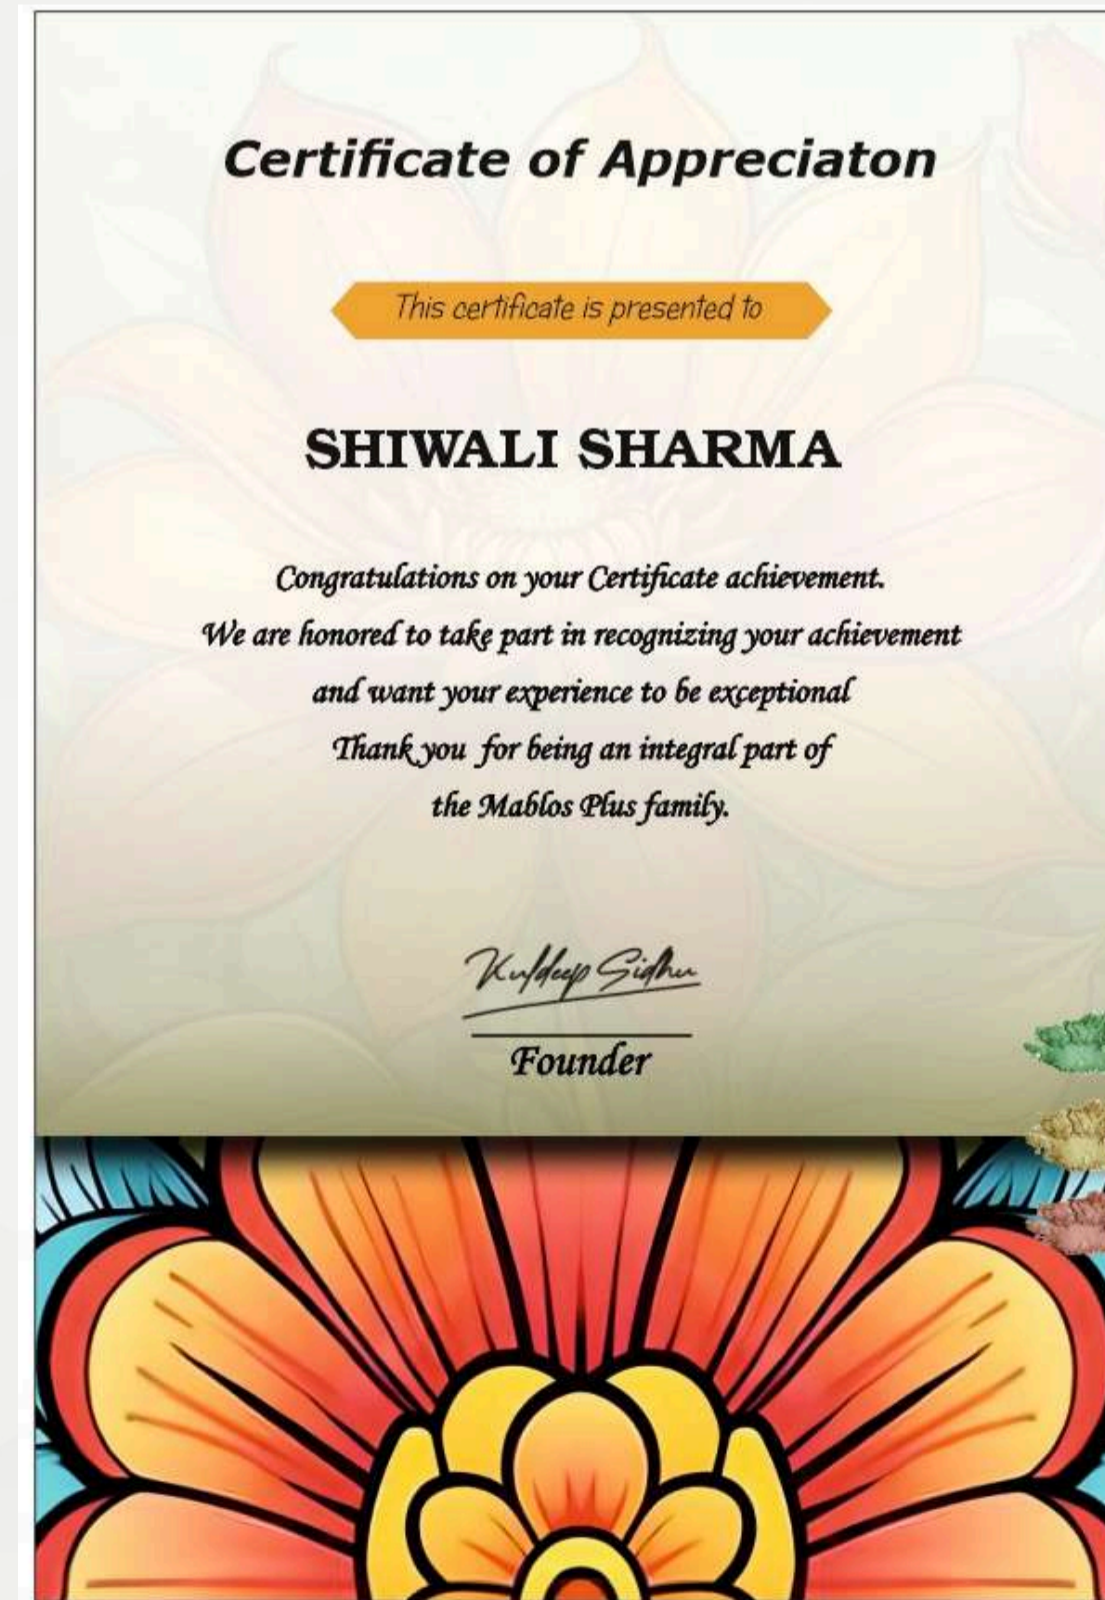 Certificate of Appreciaton
This certificate is presented to
SHIWALI SHARMA
Congratulations on your Certificate achievement.
We are honored to take part in recognizing your achievement
and want your experience to be exceptional
Thank you for being an integral part of
the Mablos Plus family.
Kuldeep Sidhu
Founder